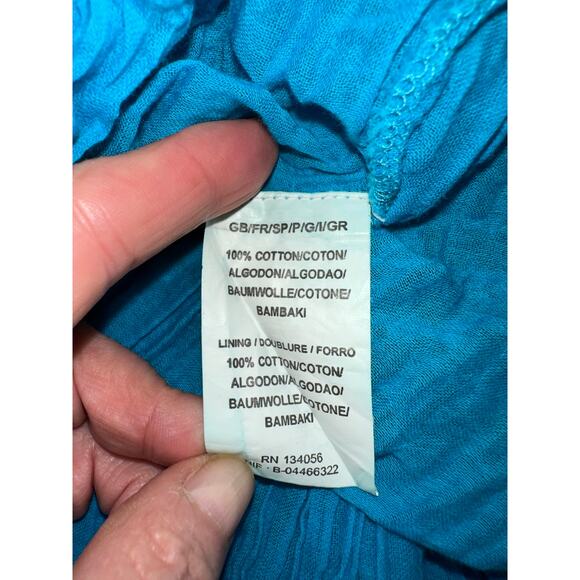 GB/FR/SP/P/G/I/GR
100% COTTON/COTON/
ALGODON/ALGODAO/
BAUMWOLLE/COTONE/
BAMBAKI
LINING / DOUBLURE / FORRO
100% COTTON/COTON/
ALGODON/ALGODAO/
BAUMWOLLE/COTONE/
BAMBAKI
RN 134056
: B-04466322